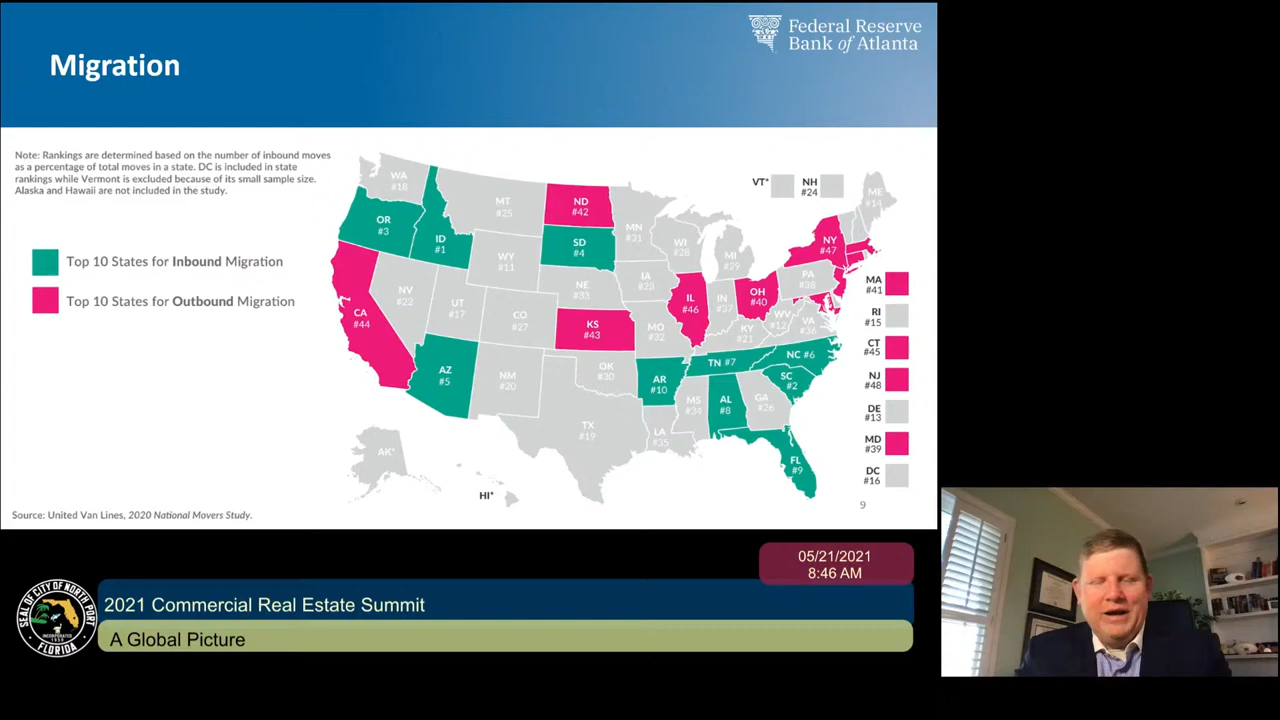 Migration
Federal Reserve
Bank of Atlanta
Note: Rankings are determined based on the number of inbound moves
as a percentage of total moves in a state. DC is included in state
rankings while Vermont is excluded because of its small sample size.
Alaska and Hawaii are not included in the study.
Top 10 States for Inbound Migration
Top 10 States for Outbound Migration
WA
#18
OR
#3
ID
#1
MT
#25
ND
#42
MN
#31
SD
#4
WY
#11
WI
#28
MI
#29
VT*
NH
#24
ME
#14
NY
#47
CA
#44
NV
#22
UT
#17
CO
#27
NE
#33
IA
#23
IL
#46
IN
#37
OH
#40
PA
#38
KS
#43
MO
#32
KY
#21
WV
#12
VA
#36
AZ
#5
NM
#20
OK
#30
AR
#10
TN #7
NC #6
SC
#2
TX
#19
LA
#35
MS
#34
AL
#8
GA
#26
FL
#9
AK*
HI*
MA
#41
RI
#15
CT
#45
NJ
#48
DE
#13
MD
#39
DC
#16
9
Source: United Van Lines, 2020 National Movers Study.
05/21/2021
8:46 AM
SEAL OF CITY OF NORTH PORT
INCORPORATED
1959
FLORIDA
2021 Commercial Real Estate Summit
A Global Picture